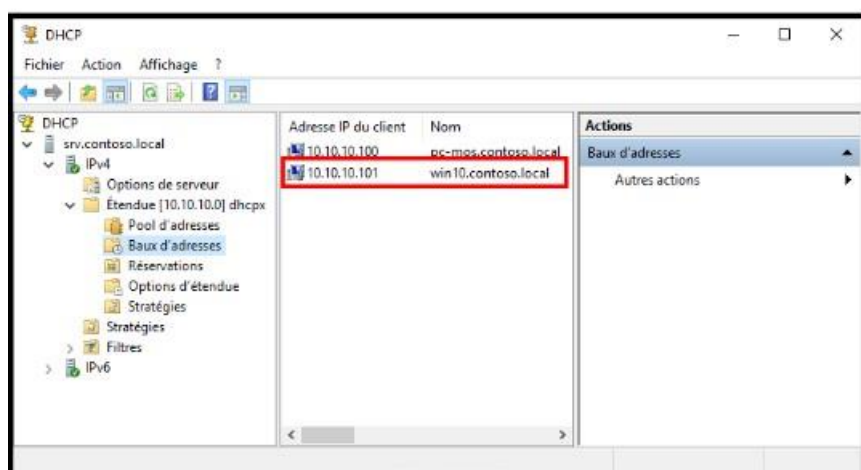 DHCP
Fichier Action Affichage ?
DHCP
srv.contoso.local
IPv4
Options de serveur
Étendue [10.10.10.0] dhcpx
Pool d'adresses
Baux d'adresses
Réservations
Options d'étendue
Stratégies
Stratégies
Filtres
IPv6
Adresse IP du client Nom
10.10.10.100 pc-mos.contoso.local
10.10.10.101 win10.contoso.local
Actions
Baux d'adresses
Autres actions